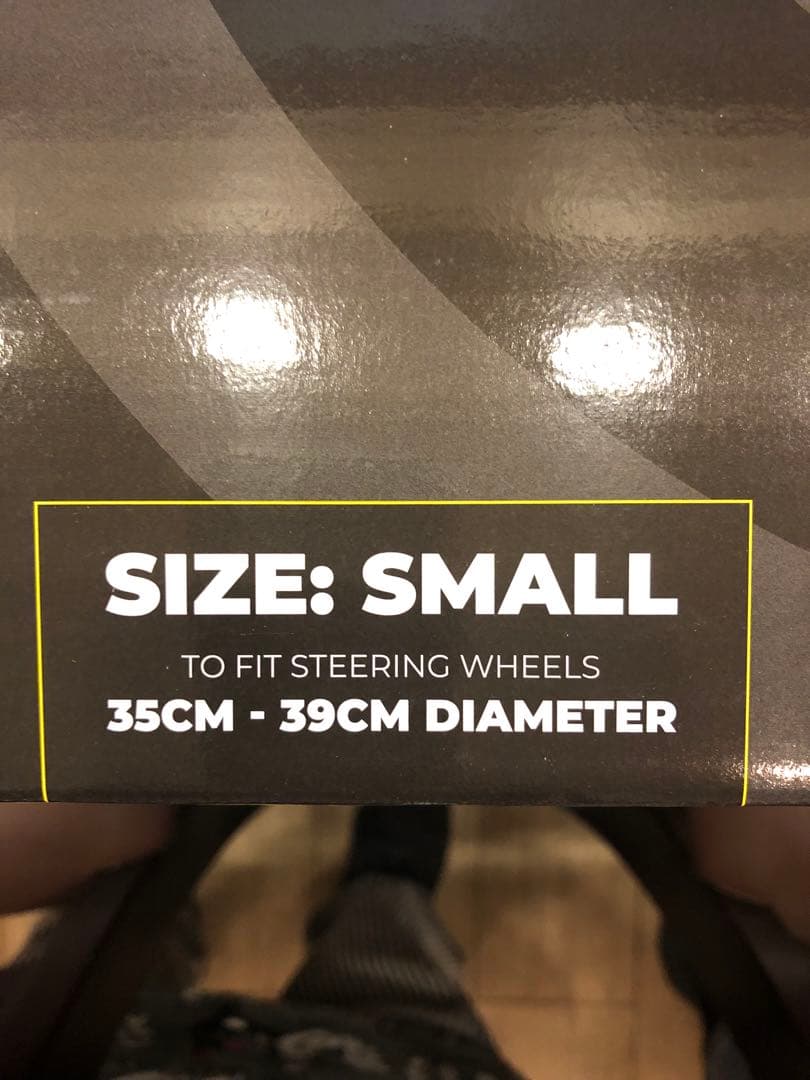 SIZE: SMALL
TO FIT STEERING WHEELS
35CM - 39CM DIAMETER